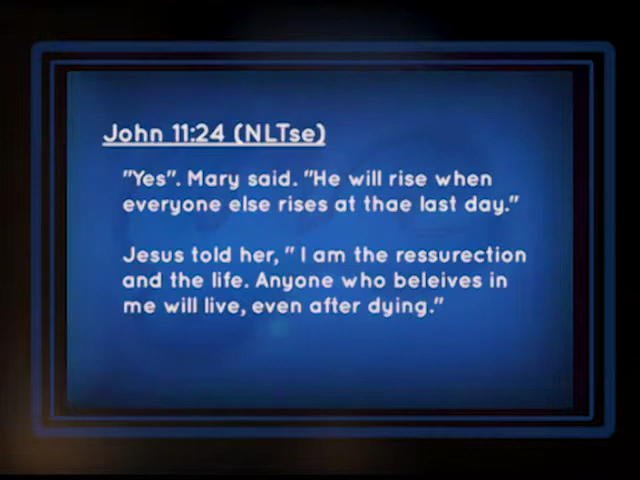 John 11:24 (NLTse)
"Yes". Mary said. "He will rise when
everyone else rises at thae last day."
Jesus told her, " I am the ressurection
and the life. Anyone who beleives in
me will live, even after dying."